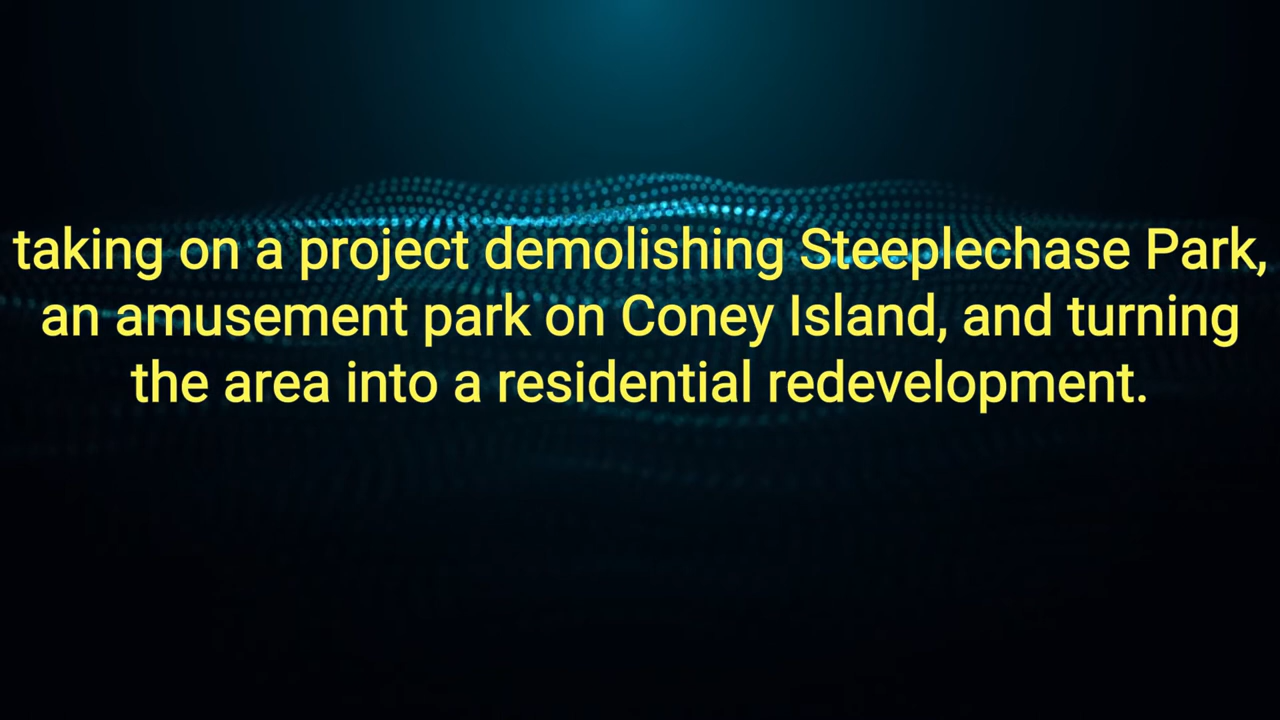 taking on a project demolishing Steeplechase Park,
an amusement park on Coney Island, and turning
the area into a residential redevelopment.